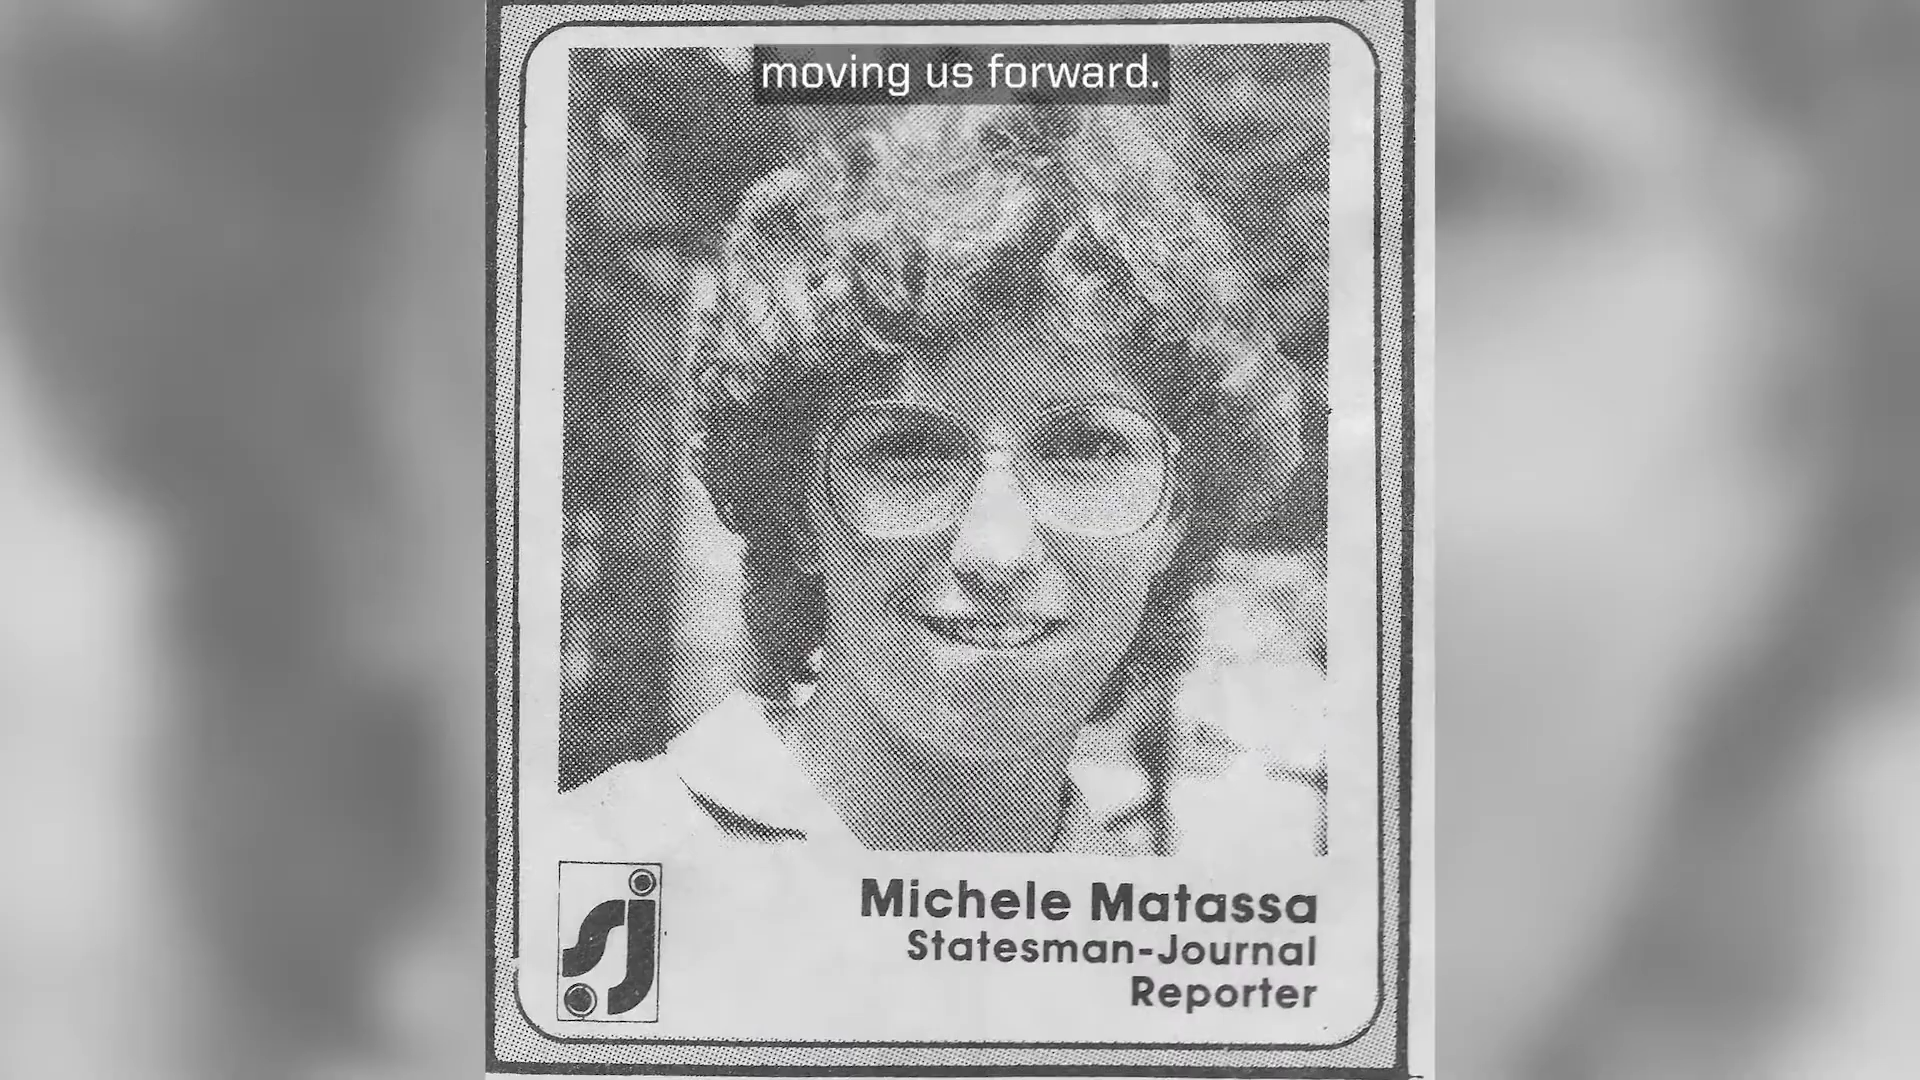 moving us forward.
Michele Matassa
Statesman-Journal
Reporter
sj